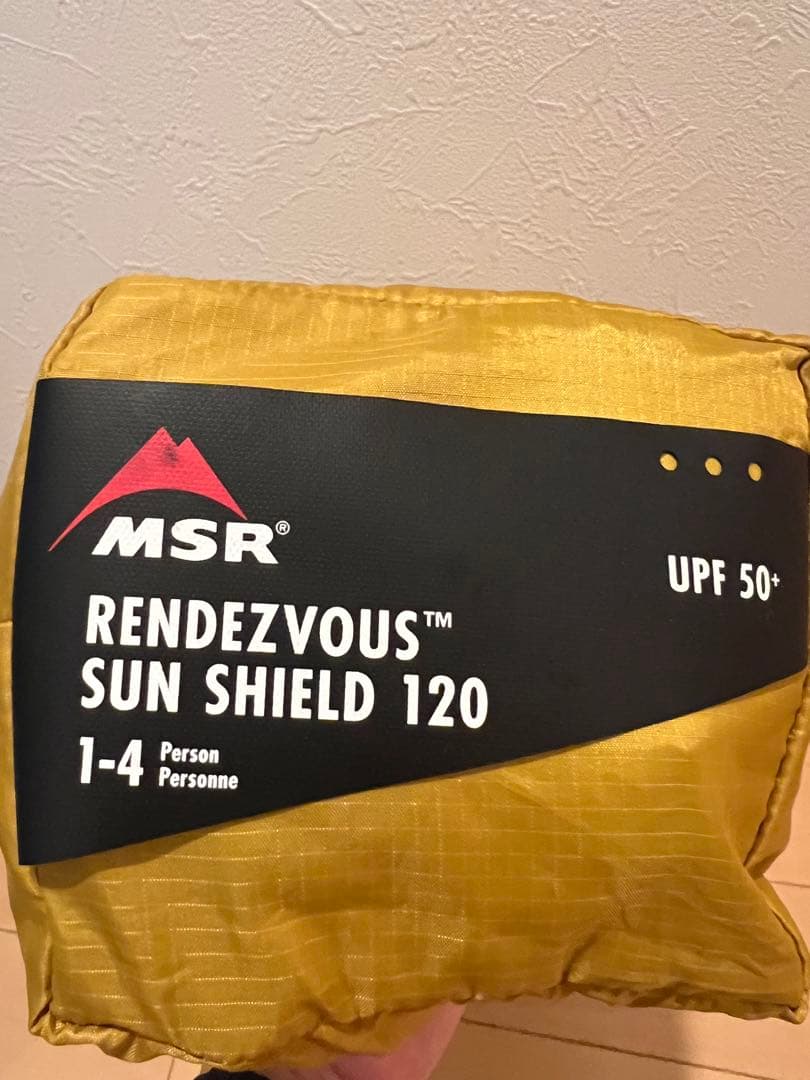 MSR®
UPF 50+
RENDEZVOUS™
SUN SHIELD 120
1-4 Person
Personne